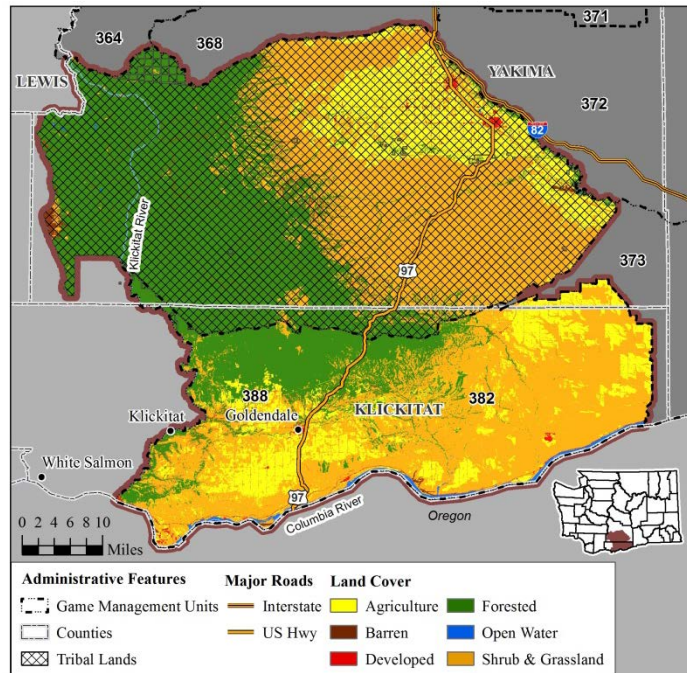 371
364
368
LEWIS
YAKIMA
372
82
Klickitat River
97
373
388
382
Klickitat
Goldendale
KLICKITAT
White Salmon
97
Columbia River
Oregon
0 2 4 6 8 10
Miles
Administrative Features
Game Management Units
Counties
Tribal Lands
Major Roads
Interstate
US Hwy
Land Cover
Agriculture
Barren
Developed
Forested
Open Water
Shrub & Grassland